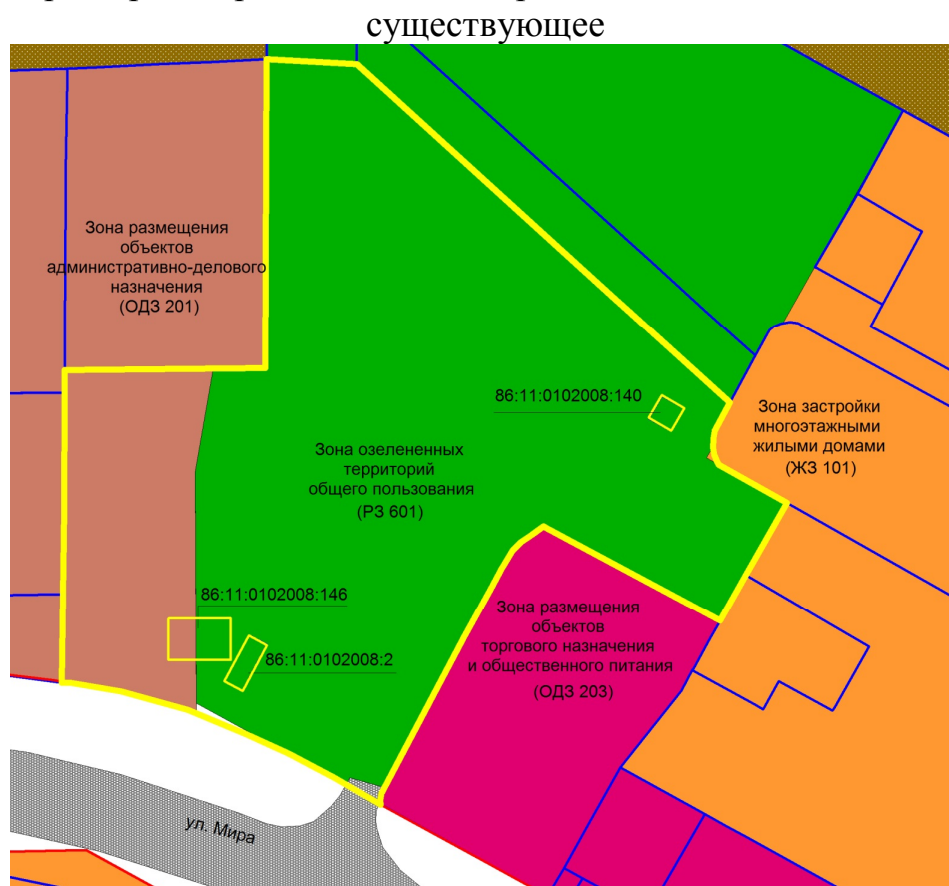 существующее
Зона размещения
объектов
административно-делового
назначения
(ОДЗ 201)
86:11:0102008:140
Зона застройки
многоэтажными
жилыми домами
(ЖЗ 101)
Зона озелененных
территорий
общего пользования
(РЗ 601)
86:11:0102008:146
Зона размещения
объектов
торгового назначения
и общественного питания
(ОДЗ 203)
86:11:0102008:2
ул. Мира